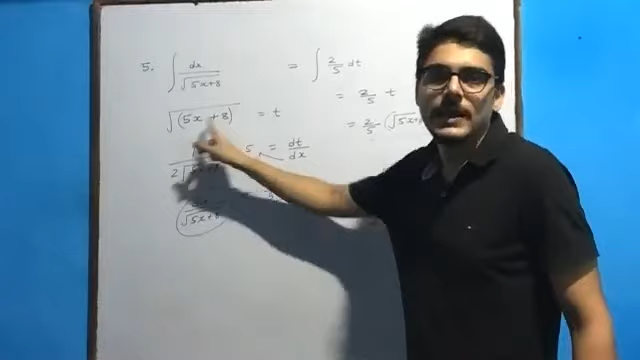 5. ∫ dx / √5x+8 = ∫ 2/5 dt
√(5x +8) = t = 2/5 t
2√5x+8 5 = dt/dx = 2/5 (√5x+
√5x+8